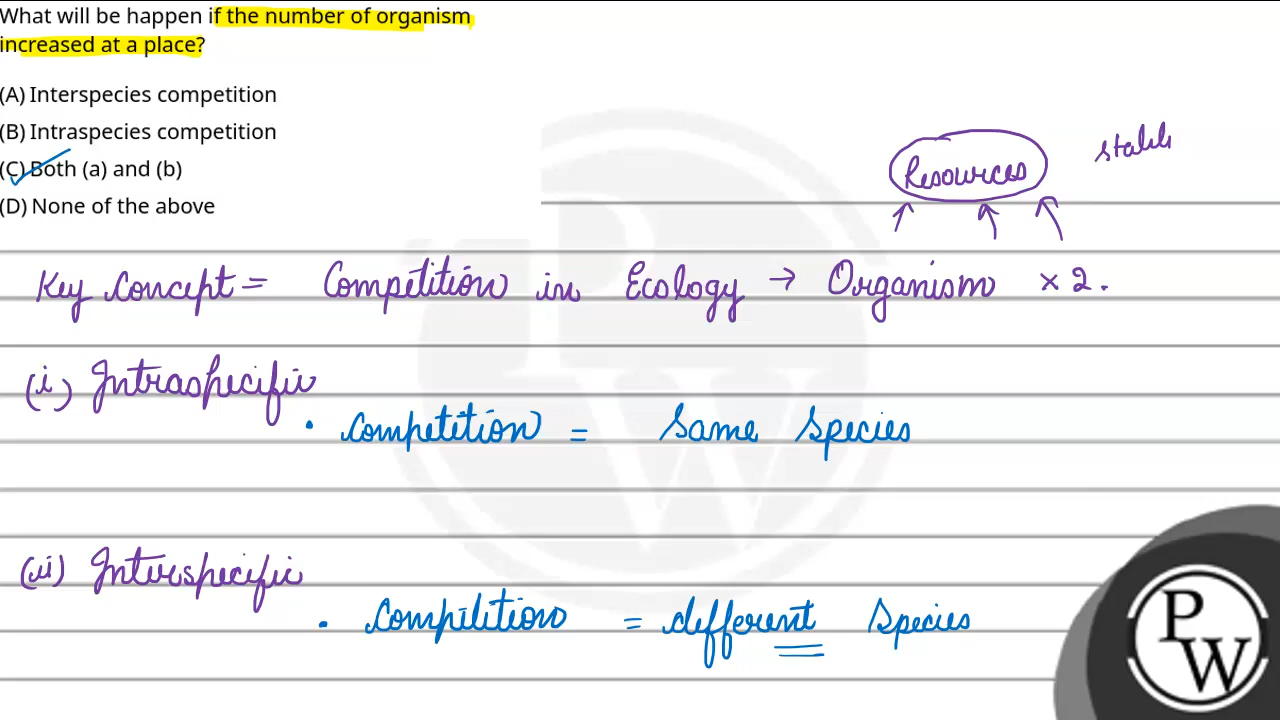 What will be happen if the number of organism
increased at a place?
(A) Interspecies competition
(B) Intraspecies competition
(C) Both (a) and (b)
(D) None of the above
Resources stable
Key Concept = Competition in Ecology → Organism × 2.
(i) Intraspecific
• Competition = Same Species
(ii) Interspecific
• Competition = different Species
PW
PW